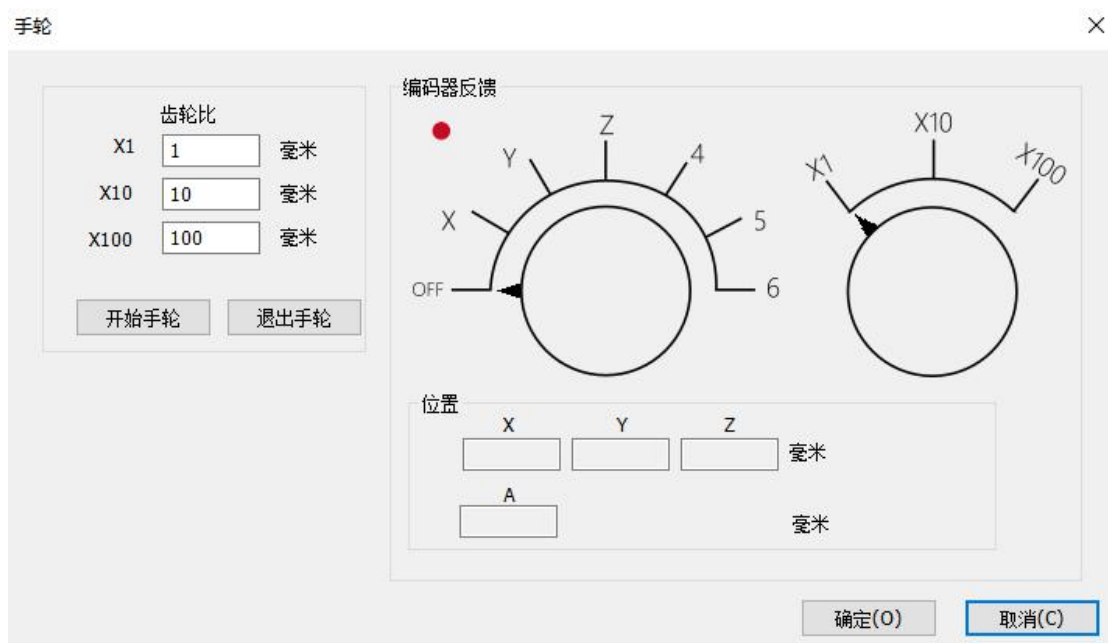 手轮
齿轮比
X1 1 毫米
X10 10 毫米
X100 100 毫米
开始手轮 退出手轮
编码器反馈
OFF X Y Z 4 5 6
X1 X10 X100
位置
X Y Z
毫米
A
毫米
确定(O) 取消(C)